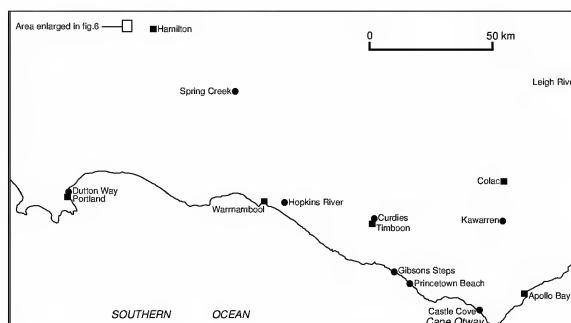 Area enlarged in fig.6
Hamilton
0 50 km
Spring Creek
Leigh Rive
Colac
Dutton Way
Portland
Warrnambool
Hopkins River
Curdies
Timboon
Kawarren
Gibsons Steps
Princetown Beach
Apollo Bay
Castle Cove
Cape Otway
SOUTHERN OCEAN